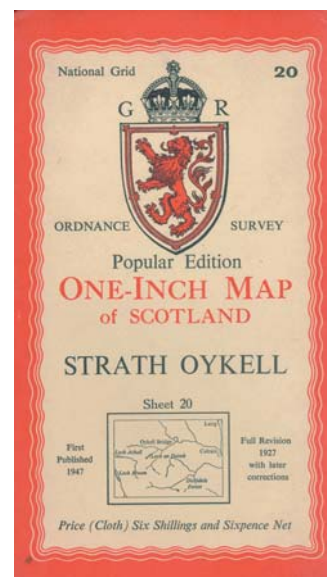 National Grid 20
G R
ORDNANCE SURVEY
Popular Edition
ONE-INCH MAP
of SCOTLAND
STRATH OYKELL
Sheet 20
First
Published
1947
Full Revision
1927
with later
corrections
Price (Cloth) Six Shillings and Sixpence Net